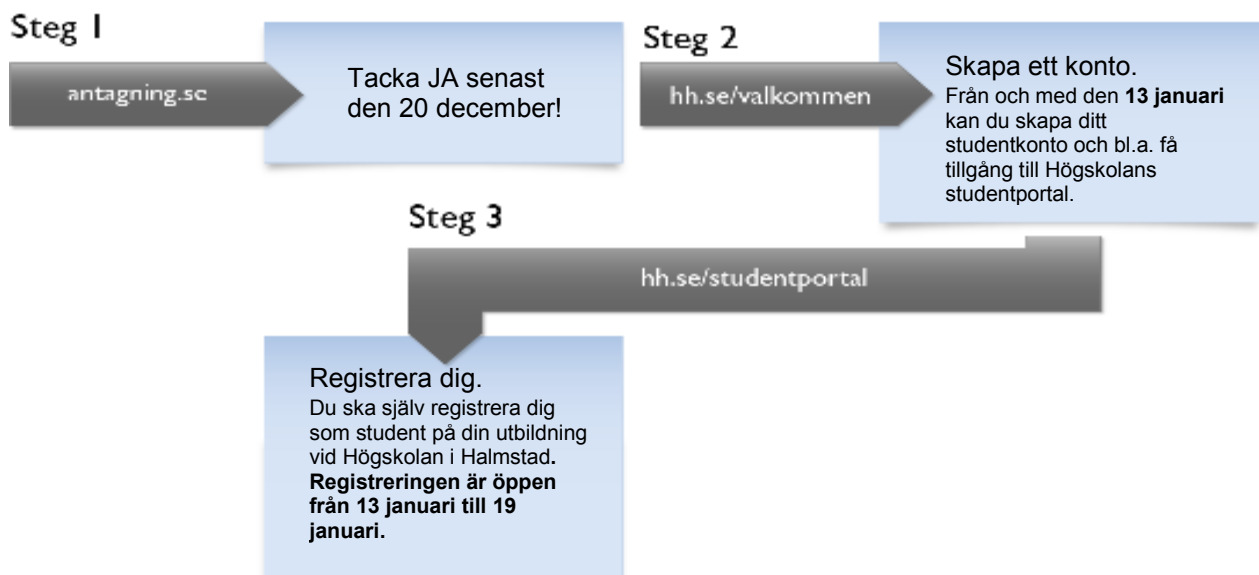 Steg 1
antagning.se
Tacka JA senast
den 20 december!
Steg 2
hh.se/valkommen
Skapa ett konto.
Från och med den 13 januari
kan du skapa ditt
studentkonto och bl.a. få
tillgång till Högskolans
studentportal.
Steg 3
hh.se/studentportal
Registrera dig.
Du ska själv registrera dig
som student på din utbildning
vid Högskolan i Halmstad.
Registreringen är öppen
från 13 januari till 19
januari.